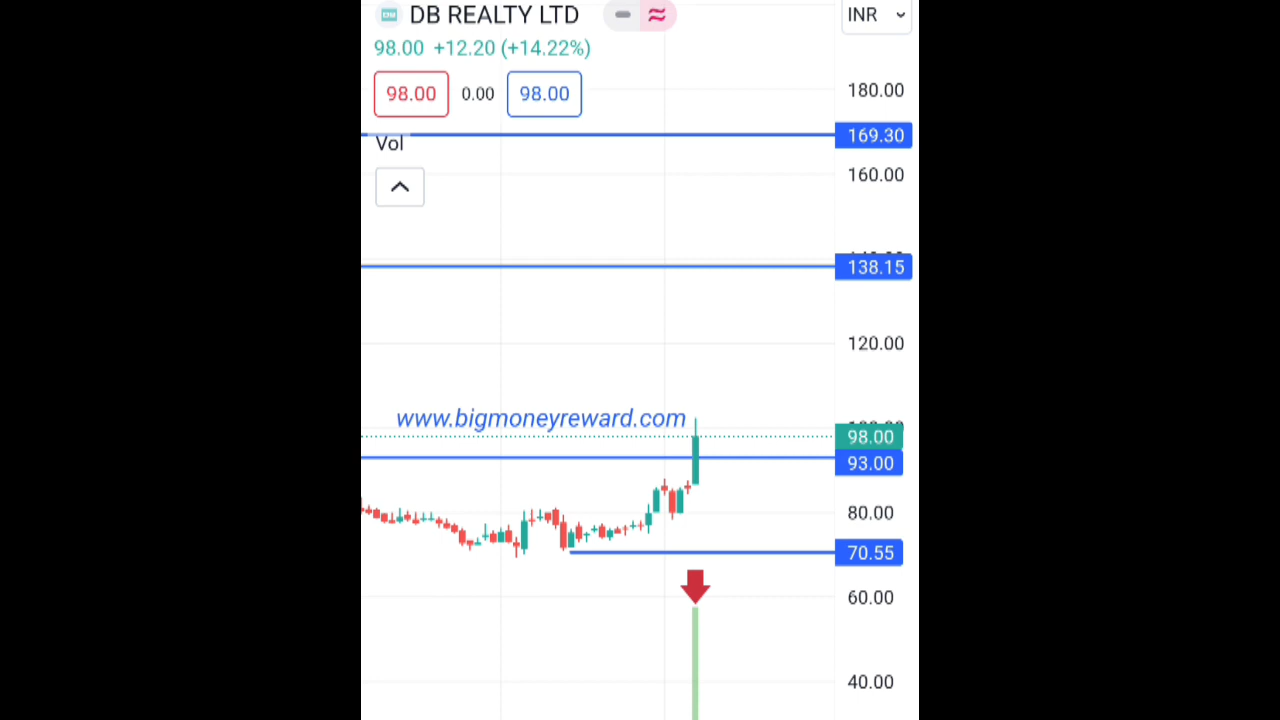 DB REALTY LTD
INR
98.00 +12.20 (+14.22%)
98.00 0.00 98.00
180.00
169.30
Vol
160.00
138.15
120.00
www.bigmoneyreward.com
98.00
93.00
80.00
70.55
60.00
40.00